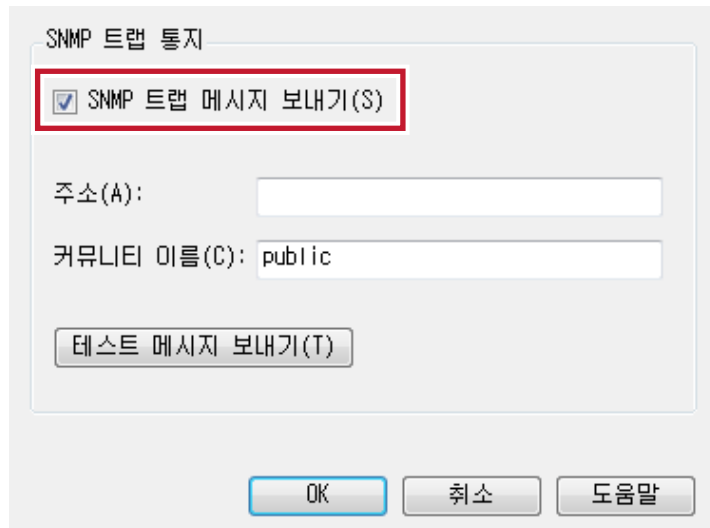 SNMP 트랩 통지
SNMP 트랩 메시지 보내기(S)
주소(A):
커뮤니티 이름(C): public
테스트 메시지 보내기(T)
OK 취소 도움말